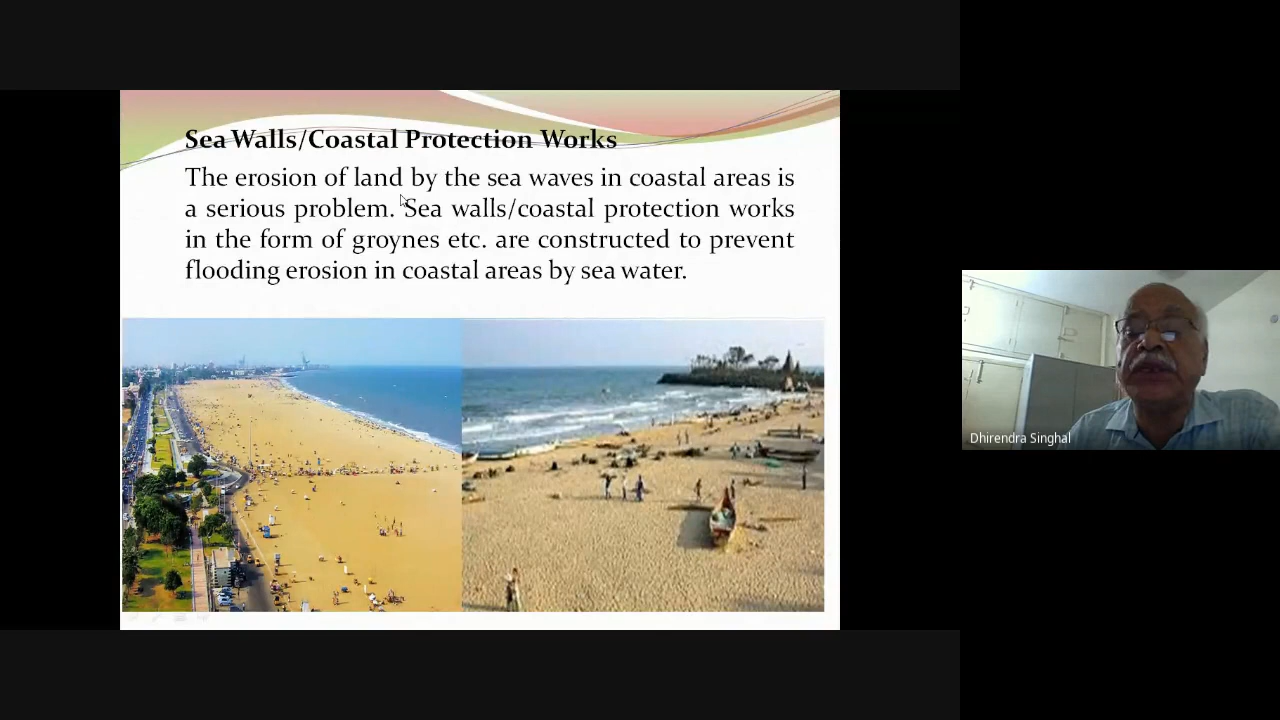 Sea Walls/Coastal Protection Works
The erosion of land by the sea waves in coastal areas is
a serious problem. Sea walls/coastal protection works
in the form of groynes etc. are constructed to prevent
flooding erosion in coastal areas by sea water.
Dhirendra Singhal